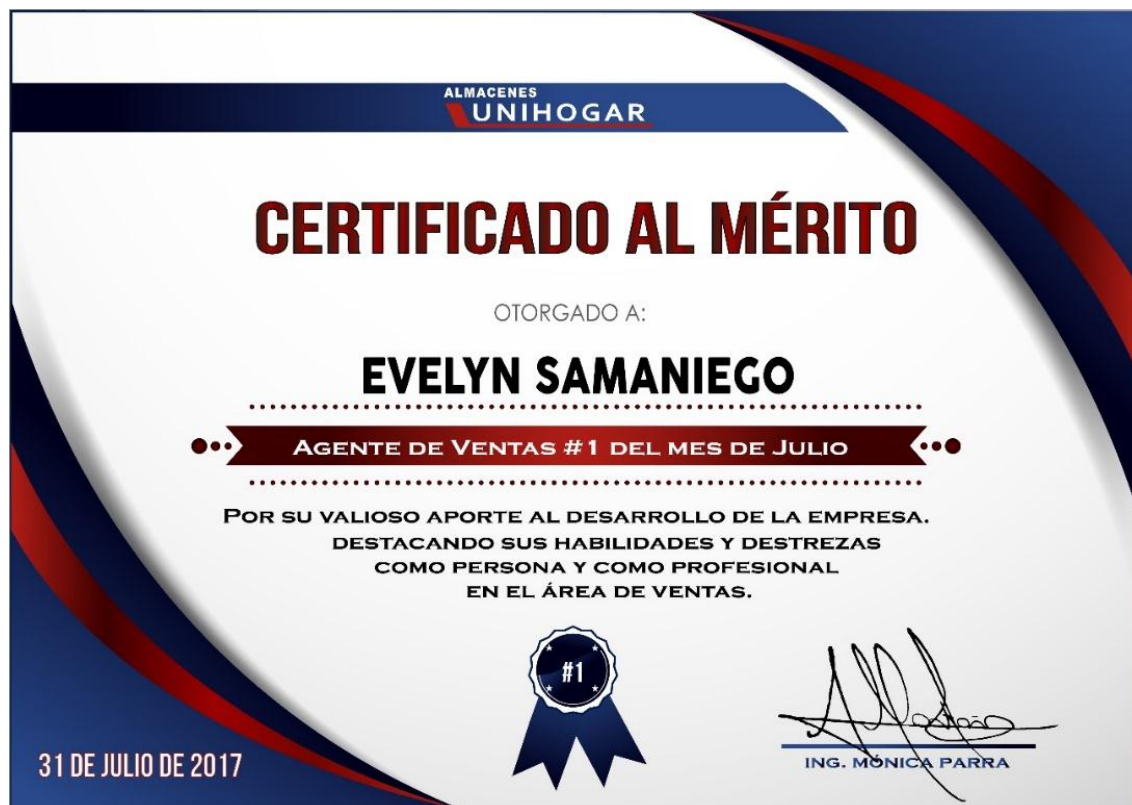 ALMACENES
UNIHOGAR
CERTIFICADO AL MÉRITO
OTORGADO A:
EVELYN SAMANIEGO
AGENTE DE VENTAS #1 DEL MES DE JULIO
POR SU VALIOSO APORTE AL DESARROLLO DE LA EMPRESA.
DESTACANDO SUS HABILIDADES Y DESTREZAS
COMO PERSONA Y COMO PROFESIONAL
EN EL ÁREA DE VENTAS.
#1
31 DE JULIO DE 2017
ING. MÓNICA PARRA